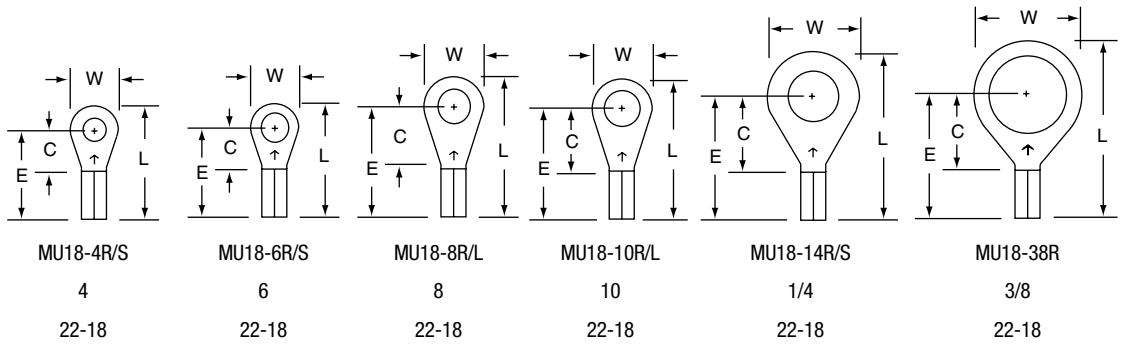 W W W W W W
C E L C E L C E L C E L C E L C E L
MU18-4R/S MU18-6R/S MU18-8R/L MU18-10R/L MU18-14R/S MU18-38R
4 6 8 10 1/4 3/8
22-18 22-18 22-18 22-18 22-18 22-18